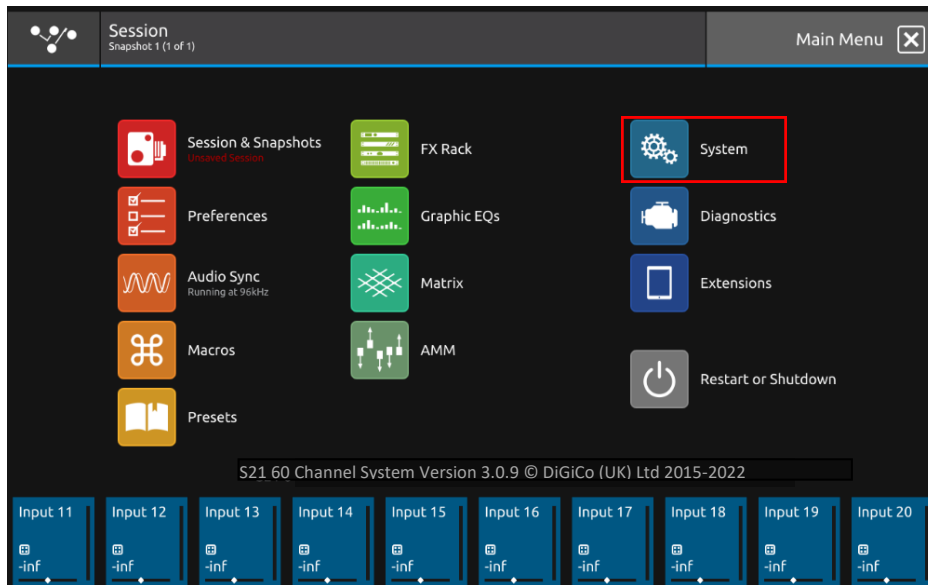 Session
Snapshot 1 (1 of 1)
Main Menu
Session & Snapshots
Unsaved Session
FX Rack
System
Preferences
Graphic EQs
Diagnostics
Audio Sync
Running at 96kHz
Matrix
Extensions
Macros
AMM
Restart or Shutdown
Presets
S21 60 Channel System Version 3.0.9 © DiGiCo (UK) Ltd 2015-2022
Input 11 Input 12 Input 13 Input 14 Input 15 Input 16 Input 17 Input 18 Input 19 Input 20
-inf -inf -inf -inf -inf -inf -inf -inf -inf -inf